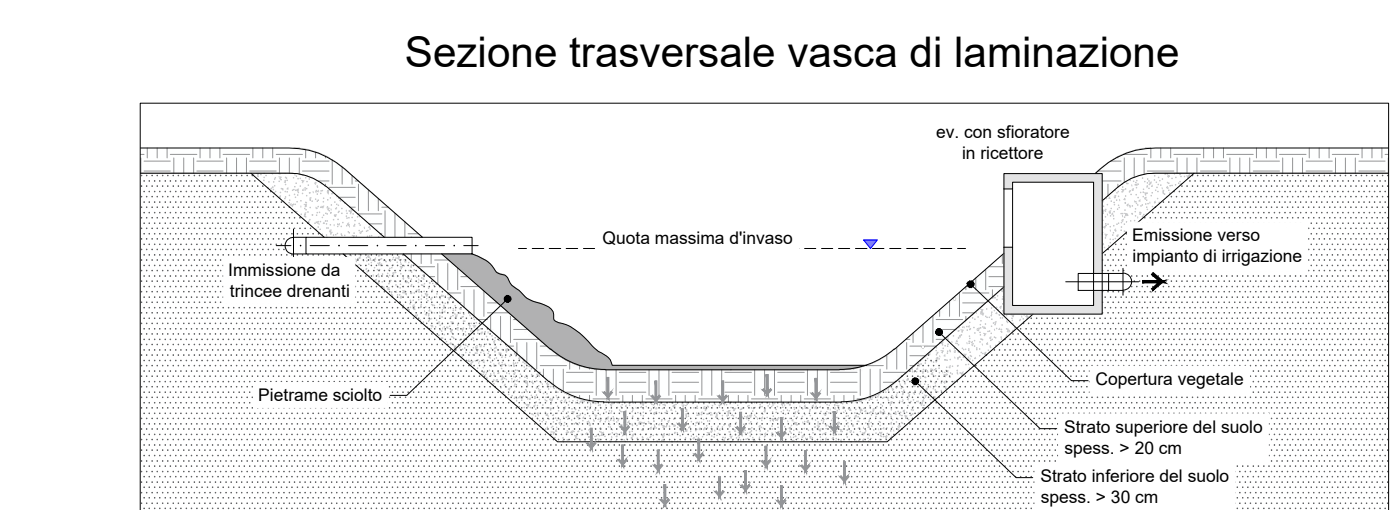 Sezione trasversale vasca di laminazione
ev. con sfioratore
in ricettore
Quota massima d'invaso
Emissione verso
impianto di irrigazione
Immissione da
trincee drenanti
Pietrame sciolto
Copertura vegetale
Strato superiore del suolo
spess. > 20 cm
Strato inferiore del suolo
spess. > 30 cm